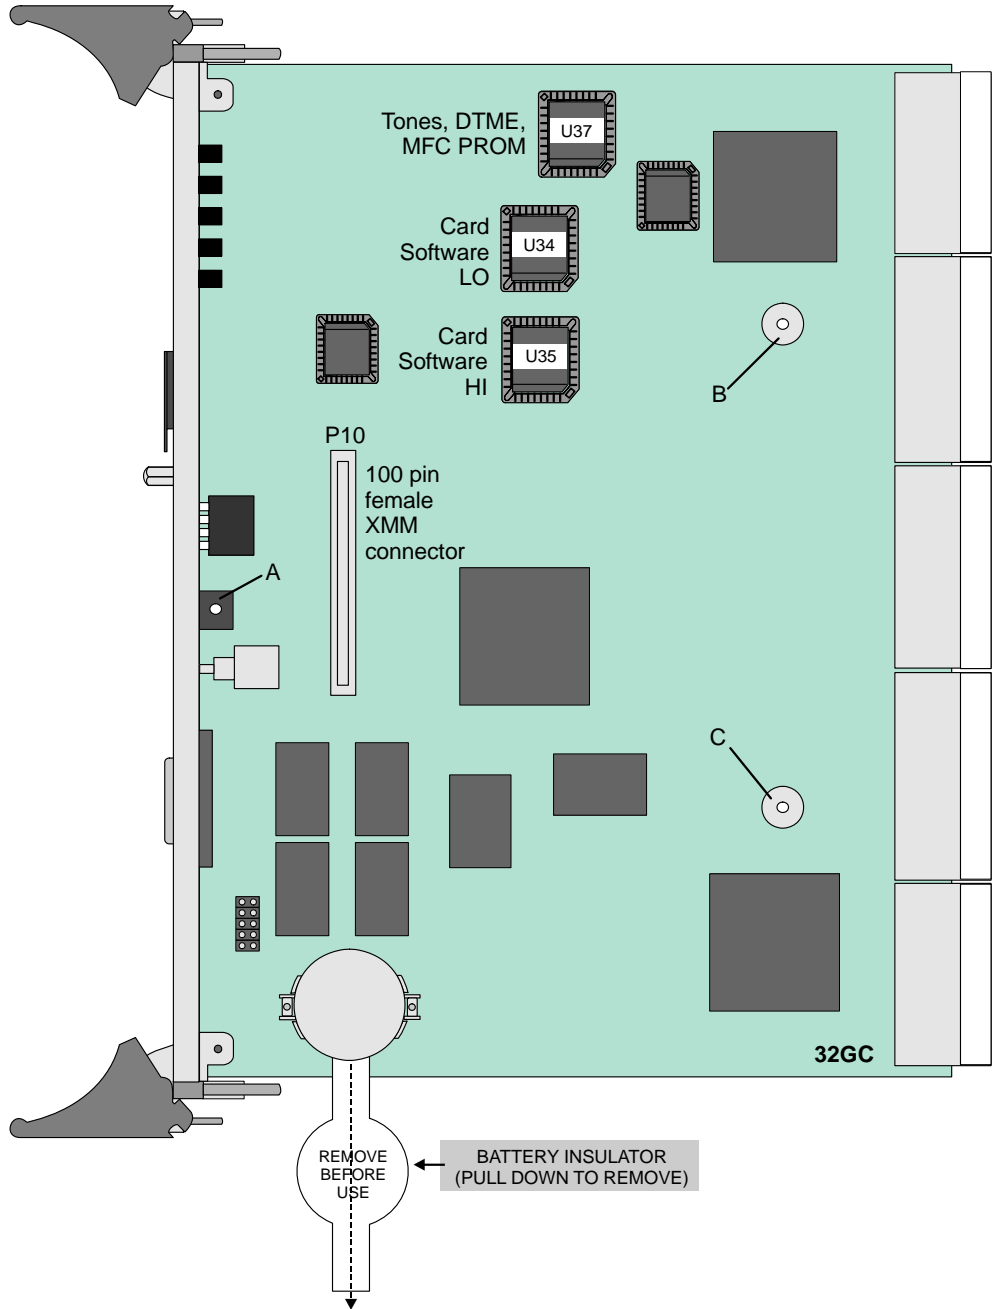 Tones, DTME,
MFC PROM
U37
Card
Software
LO
U34
Card
Software
HI
U35
B
P10
100 pin
female
XMM
connector
A
C
32GC
REMOVE
BEFORE
USE
BATTERY INSULATOR
(PULL DOWN TO REMOVE)